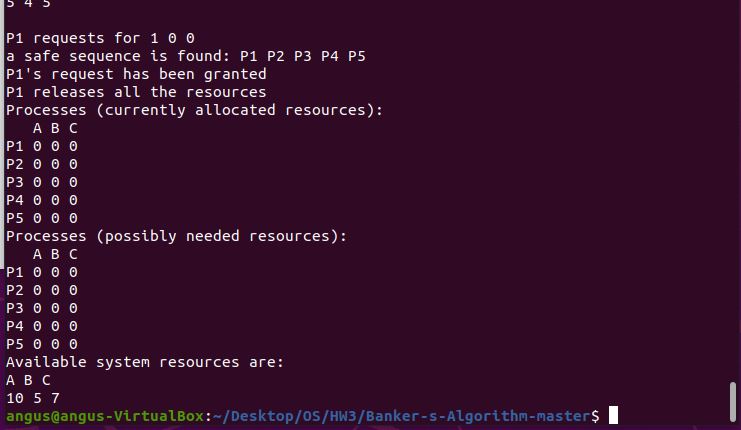 5 4 5
P1 requests for 1 0 0
a safe sequence is found: P1 P2 P3 P4 P5
P1's request has been granted
P1 releases all the resources
Processes (currently allocated resources):
A B C
P1 0 0 0
P2 0 0 0
P3 0 0 0
P4 0 0 0
P5 0 0 0
Processes (possibly needed resources):
A B C
P1 0 0 0
P2 0 0 0
P3 0 0 0
P4 0 0 0
P5 0 0 0
Available system resources are:
A B C
10 5 7
angus@angus-VirtualBox:~/Desktop/OS/HW3/Banker-s-Algorithm-master$